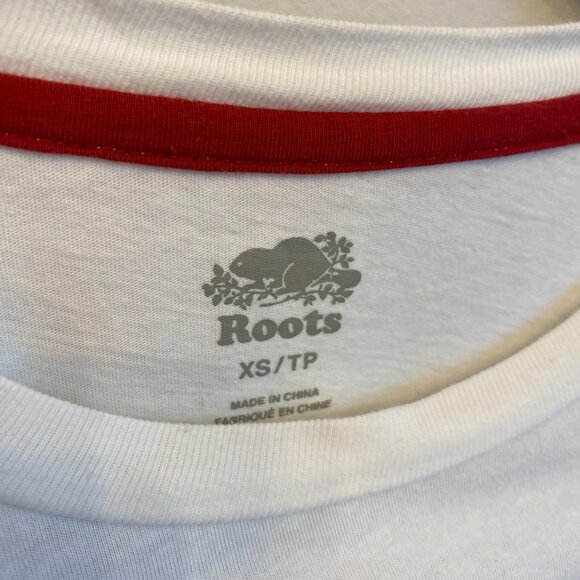 Roots
XS/TP
MADE IN CHINA
FABRIQUÉ EN CHINE